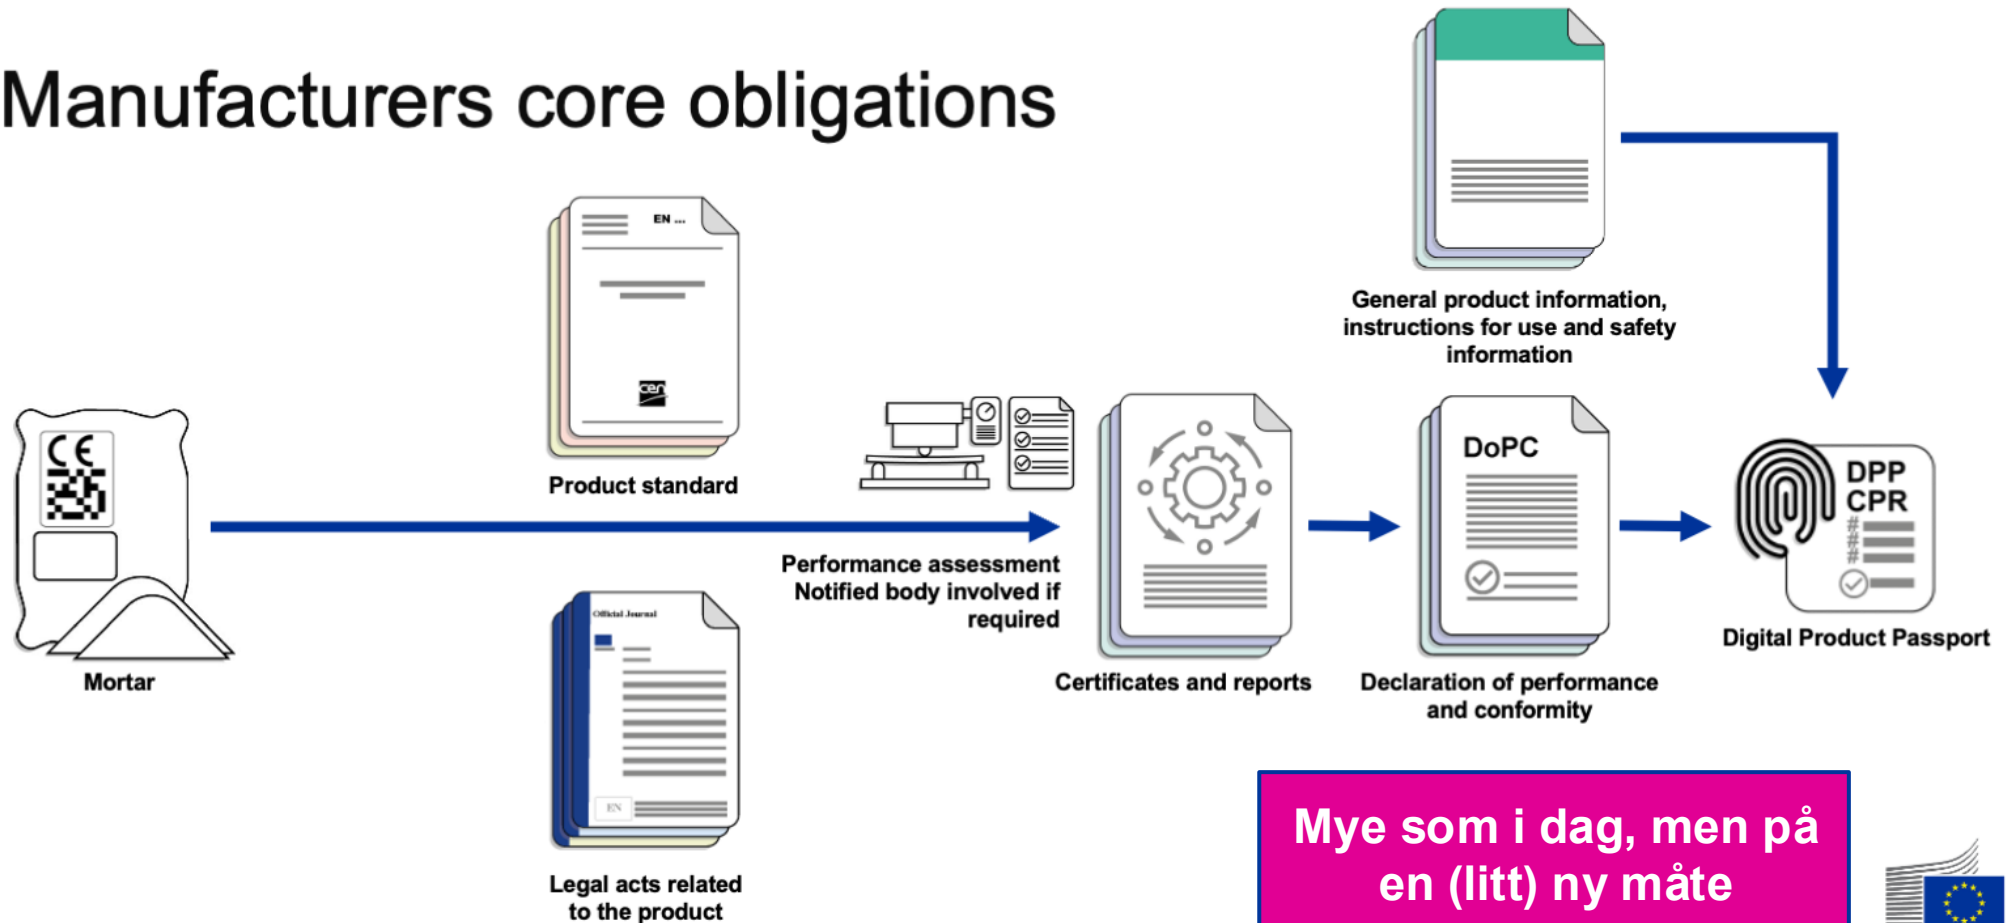 Manufacturers core obligations
EN ...
cen
Product standard
CE
Mortar
Official Journal
EN
Legal acts related
to the product
Performance assessment
Notified body involved if
required
Certificates and reports
General product information,
instructions for use and safety
information
DoPC
Declaration of performance
and conformity
DPP
CPR
#
#
#
Digital Product Passport
Mye som i dag, men på
en (litt) ny måte